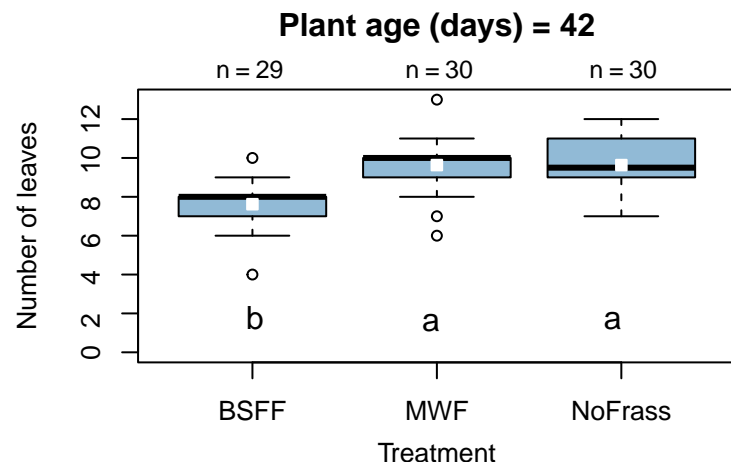 Plant age (days) = 42
n = 29 n = 30 n = 30
Number of leaves
12
10
8
6
4
2
0
b a a
BSFF MWF NoFrass
Treatment